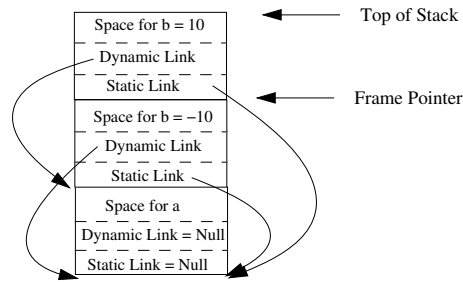 Space for b = 10
Top of Stack
Dynamic Link
Static Link
Frame Pointer
Space for b = −10
Dynamic Link
Static Link
Space for a
Dynamic Link = Null
Static Link = Null